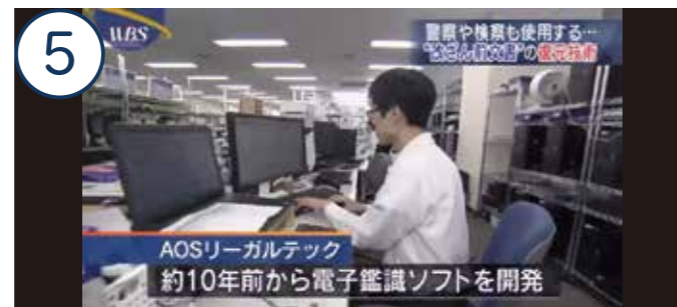 5
WBS
警察や検察も使用する…
“改ざん前文書”の復元技術
AOSリーガルテック
約10年前から電子鑑識ソフトを開発